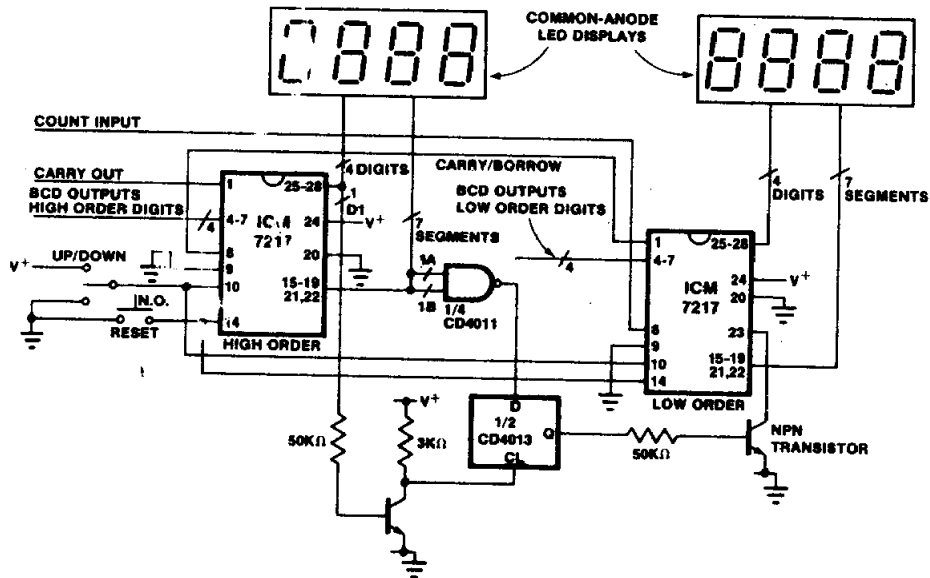 COMMON-ANODE
LED DISPLAYS
COUNT INPUT
4 DIGITS
CARRY/BORROW
CARRY OUT
BCD OUTPUTS
HIGH ORDER DIGITS
4
1
4-7
8
9
10
14
25-28
24
20
15-19
21,22
ICM
7217
HIGH ORDER
1
D1
V+
7
SEGMENTS
BCD OUTPUTS
LOW ORDER DIGITS
4
4
DIGITS
7
SEGMENTS
UP/DOWN
V+
N.O.
RESET
1A
1B
1/4
CD4011
1
4-7
8
9
10
14
25-28
24
20
23
15-19
21,22
ICM
7217
LOW ORDER
V+
V+
50KΩ
3KΩ
D
1/2
CD4013
Q
CL
50KΩ
NPN
TRANSISTOR